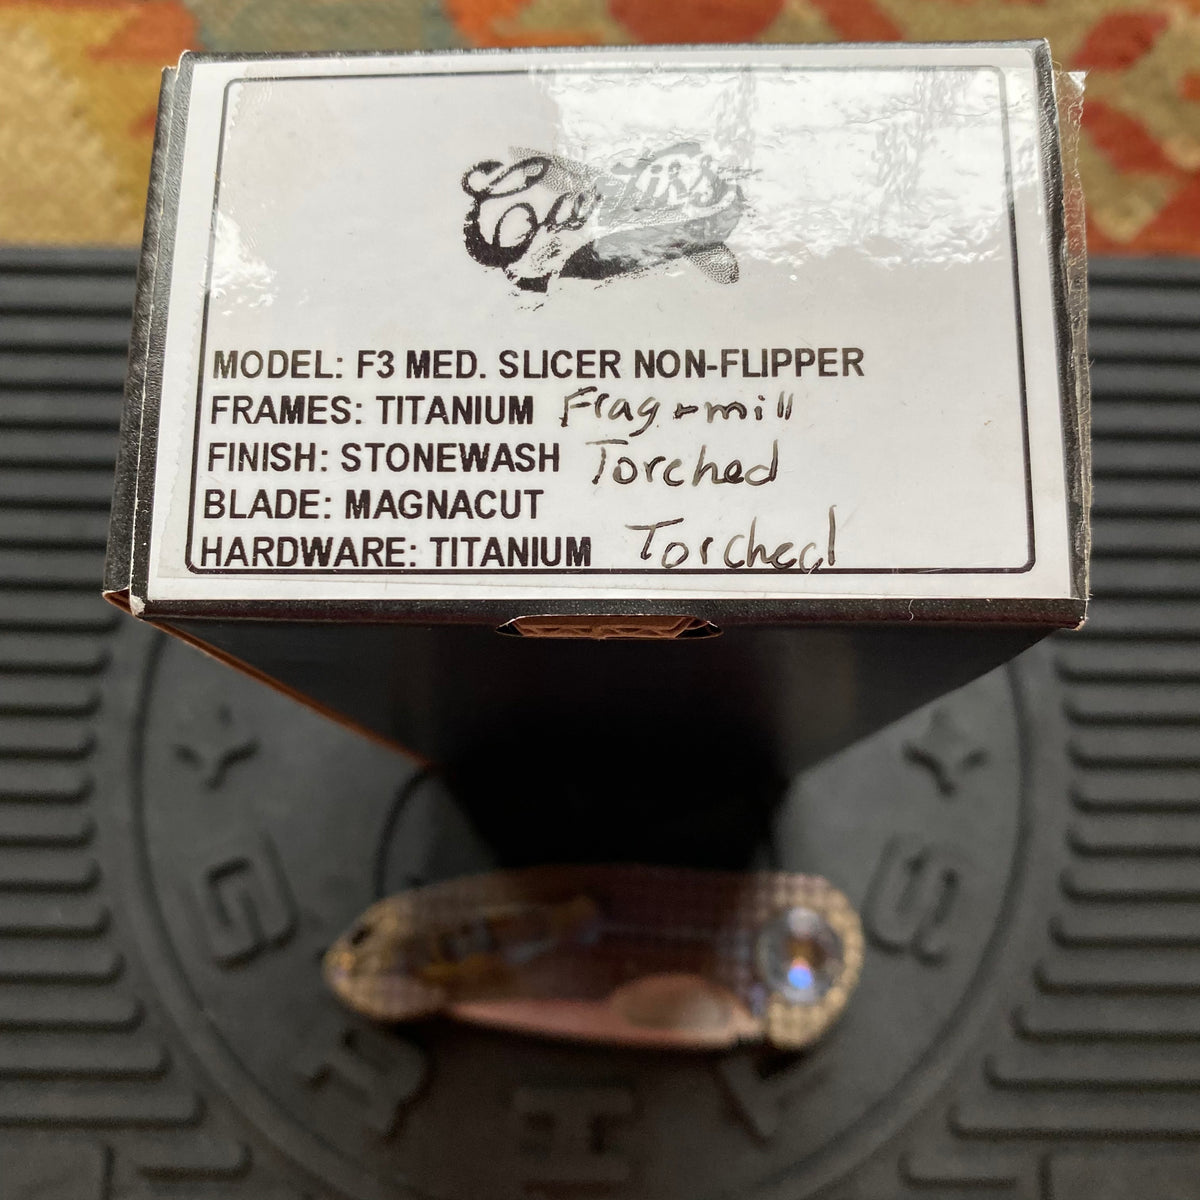 Curtiss
MODEL: F3 MED. SLICER NON-FLIPPER
FRAMES: TITANIUM Frag-mill
FINISH: STONEWASH Torched
BLADE: MAGNACUT
HARDWARE: TITANIUM Torched